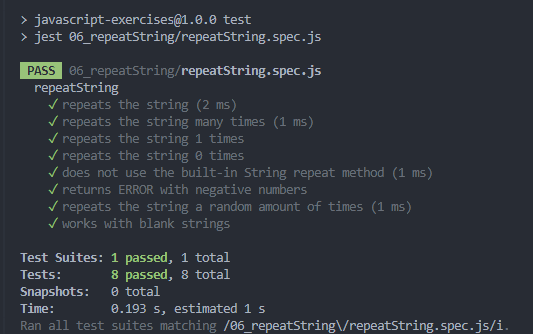 > javascript-exercises@1.0.0 test
> jest 06_repeatString/repeatString.spec.js
PASS 06_repeatString/repeatString.spec.js
repeatString
✓ repeats the string (2 ms)
✓ repeats the string many times (1 ms)
✓ repeats the string 1 times
✓ repeats the string 0 times
✓ does not use the built-in String repeat method (1 ms)
✓ returns ERROR with negative numbers
✓ repeats the string a random amount of times (1 ms)
✓ works with blank strings
Test Suites: 1 passed, 1 total
Tests: 8 passed, 8 total
Snapshots: 0 total
Time: 0.193 s, estimated 1 s
Ran all test suites matching /06_repeatString\/repeatString.spec.js/i.